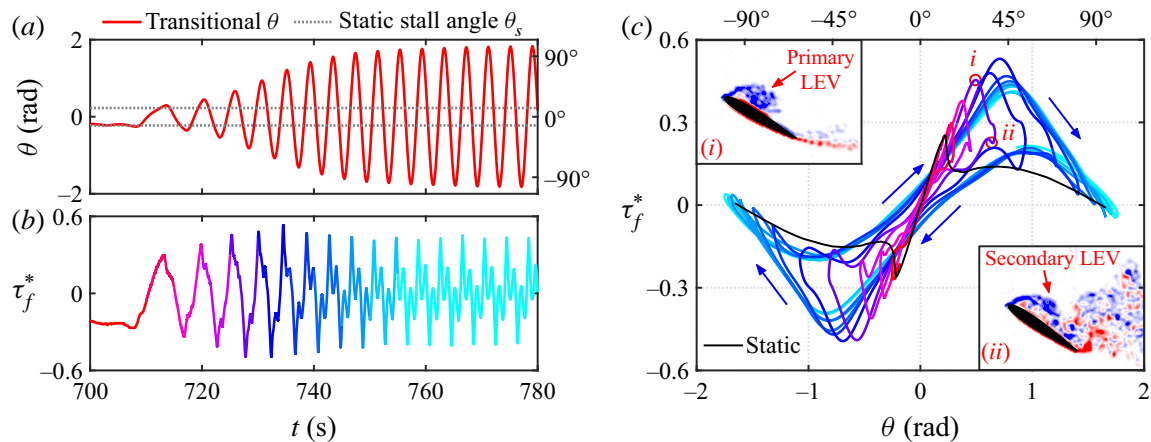 (a)
Transitional θ
Static stall angle θs
2
0
−2
θ (rad)
90°
0°
−90°
(b)
0.6
0
−0.6
τ*f
700
720
740
760
780
t (s)
(c)
−90°
−45°
0°
45°
90°
0.6
0.3
0
−0.3
−0.6
τ*f
Primary
LEV
(i)
i
ii
Secondary LEV
(ii)
Static
−2
−1
0
1
2
θ (rad)